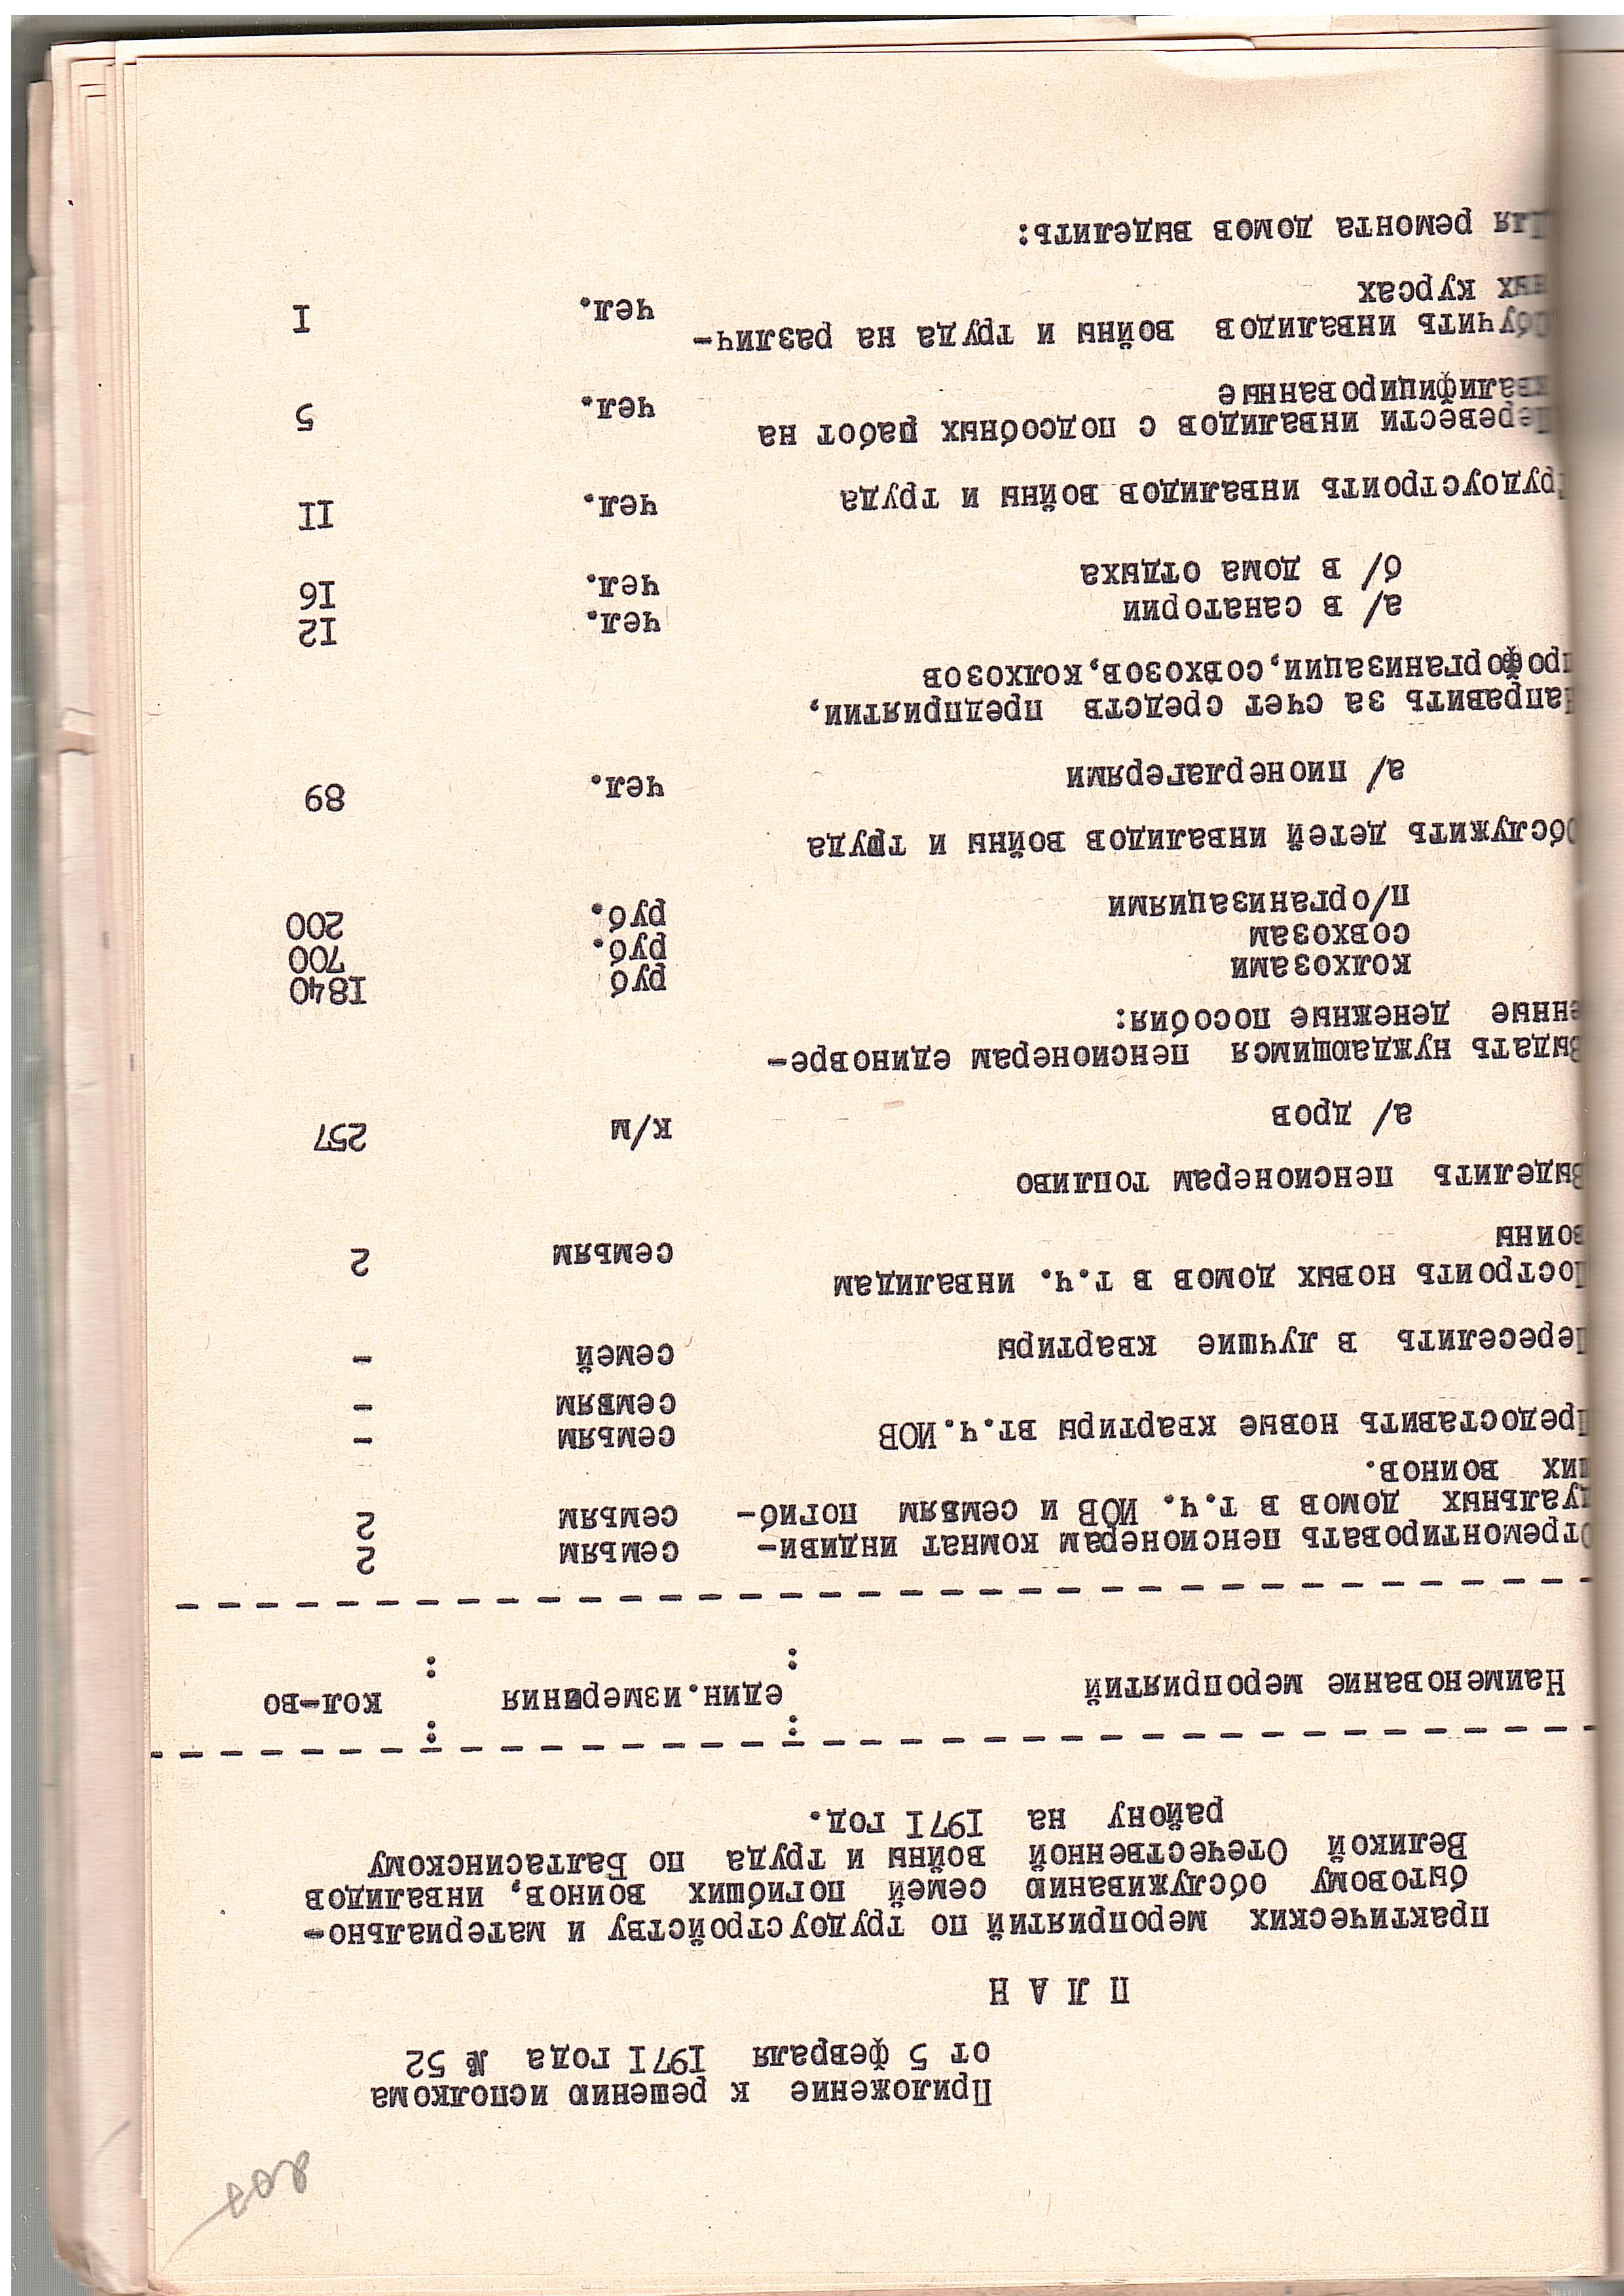 207
Приложение к решению исполкома
от 5 февраля 1971 года № 52
П Л А Н
практических мероприятий по трудоустройству и материально-
бытовому обслуживанию семей погибших воинов, инвалидов
Великой Отечественной войны и труда по Балтасинскому
району на 1971 год.
Наименование мероприятий : един.измерения : кол-во
Отремонтировать пенсионерам комнат индиви- семьям 2
дуальных домов в т.ч. ИОВ и семьям погиб- семьям 2
ших воинов.
Предоставить новые квартиры вт.ч.ИОВ семьям -
семьям -
Переселить в лучшие квартиры семей -
Построить новых домов в т.ч. инвалидам
войны семьям 2
Выделить пенсионерам топливо
а/ дров к/м 257
Выдать нуждающимся пенсионерам единовре-
енные денежные пособия:
колхозами руб 1840
совхозам руб. 700
п/организациями руб. 200
Обслужить детей инвалидов войны и труда
а/ пионерлагерями чел. 89
Направить за счет средств предприятии,
профорганизации,совхозов,колхозов
а/ в санатории чел. I2
б/ в дома отдыха чел. I6
Трудоустроить инвалидов войны и труда чел. II
Перевести инвалидов с подсобных работ на
квалифицированные чел. 5
Обучить инвалидов войны и труда на различ-
ных курсах чел. I
Для ремонта домов выделить: